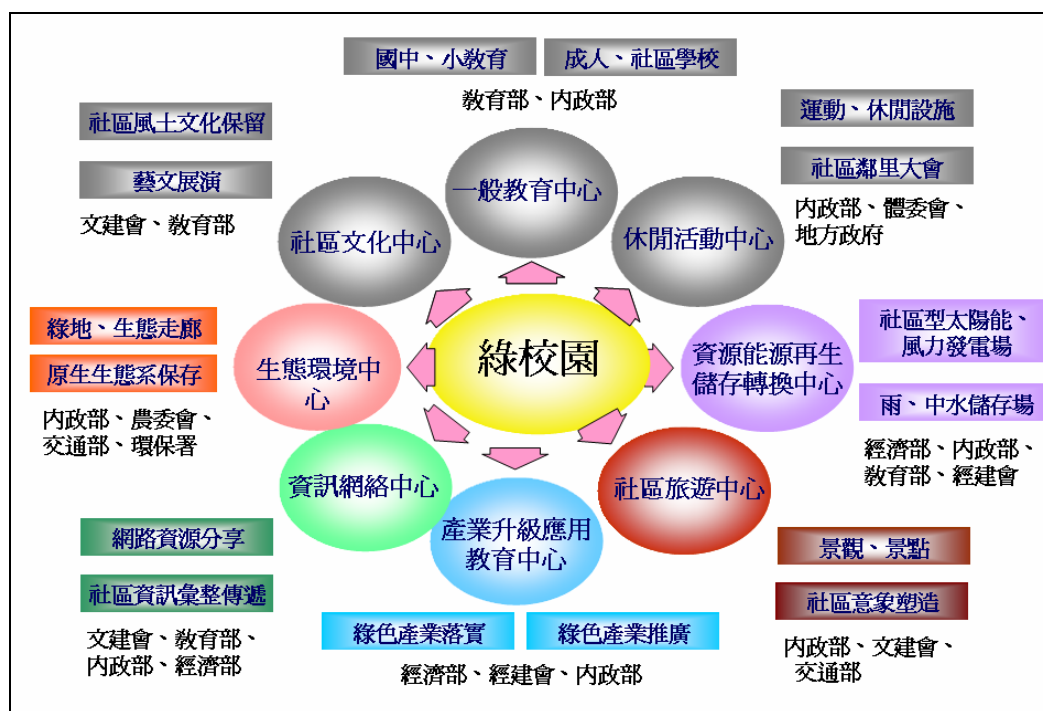 國中、小教育
成人、社區學校
教育部、内政部
社區風土文化保留
藝文展演
文建會、教育部
運動、休閒設施
社區鄰里大會
内政部、體委會、
地方政府
一般教育中心
社區文化中心
休閒活動中心
綠地、生態走廊
原生生態系保存
内政部、農委會、
交通部、環保署
生態環境中
心
綠校園
資源能源再生
儲存轉換中心
社區型太陽能、
風力發電場
雨、中水儲存場
經濟部、内政部、
教育部、經建會
資訊網絡中心
產業升級應用
教育中心
社區旅遊中心
網路資源分享
社區資訊彙整傳遞
文建會、教育部、
内政部、經濟部
綠色產業落實
綠色產業推廣
經濟部、經建會、内政部
景觀、景點
社區意象塑造
内政部、文建會、
交通部